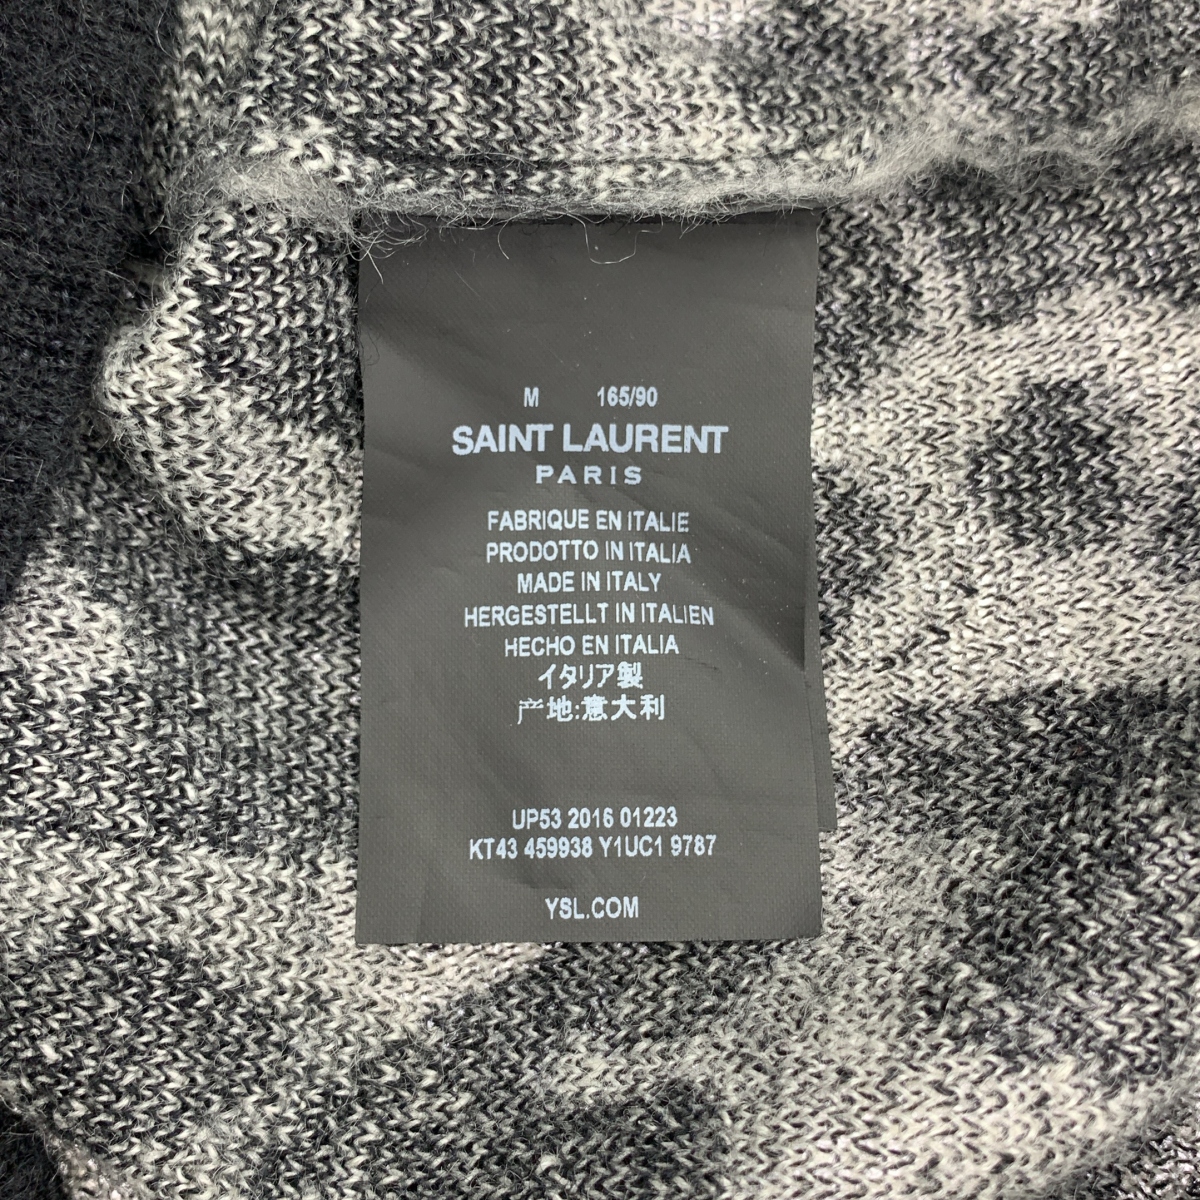 M 165/90
SAINT LAURENT
PARIS
FABRIQUE EN ITALIE
PRODOTTO IN ITALIA
MADE IN ITALY
HERGESTELLT IN ITALIEN
HECHO EN ITALIA
イタリア製
产地:意大利
UP53 2016 01223
KT43 459938 Y1UC1 9787
YSL.COM